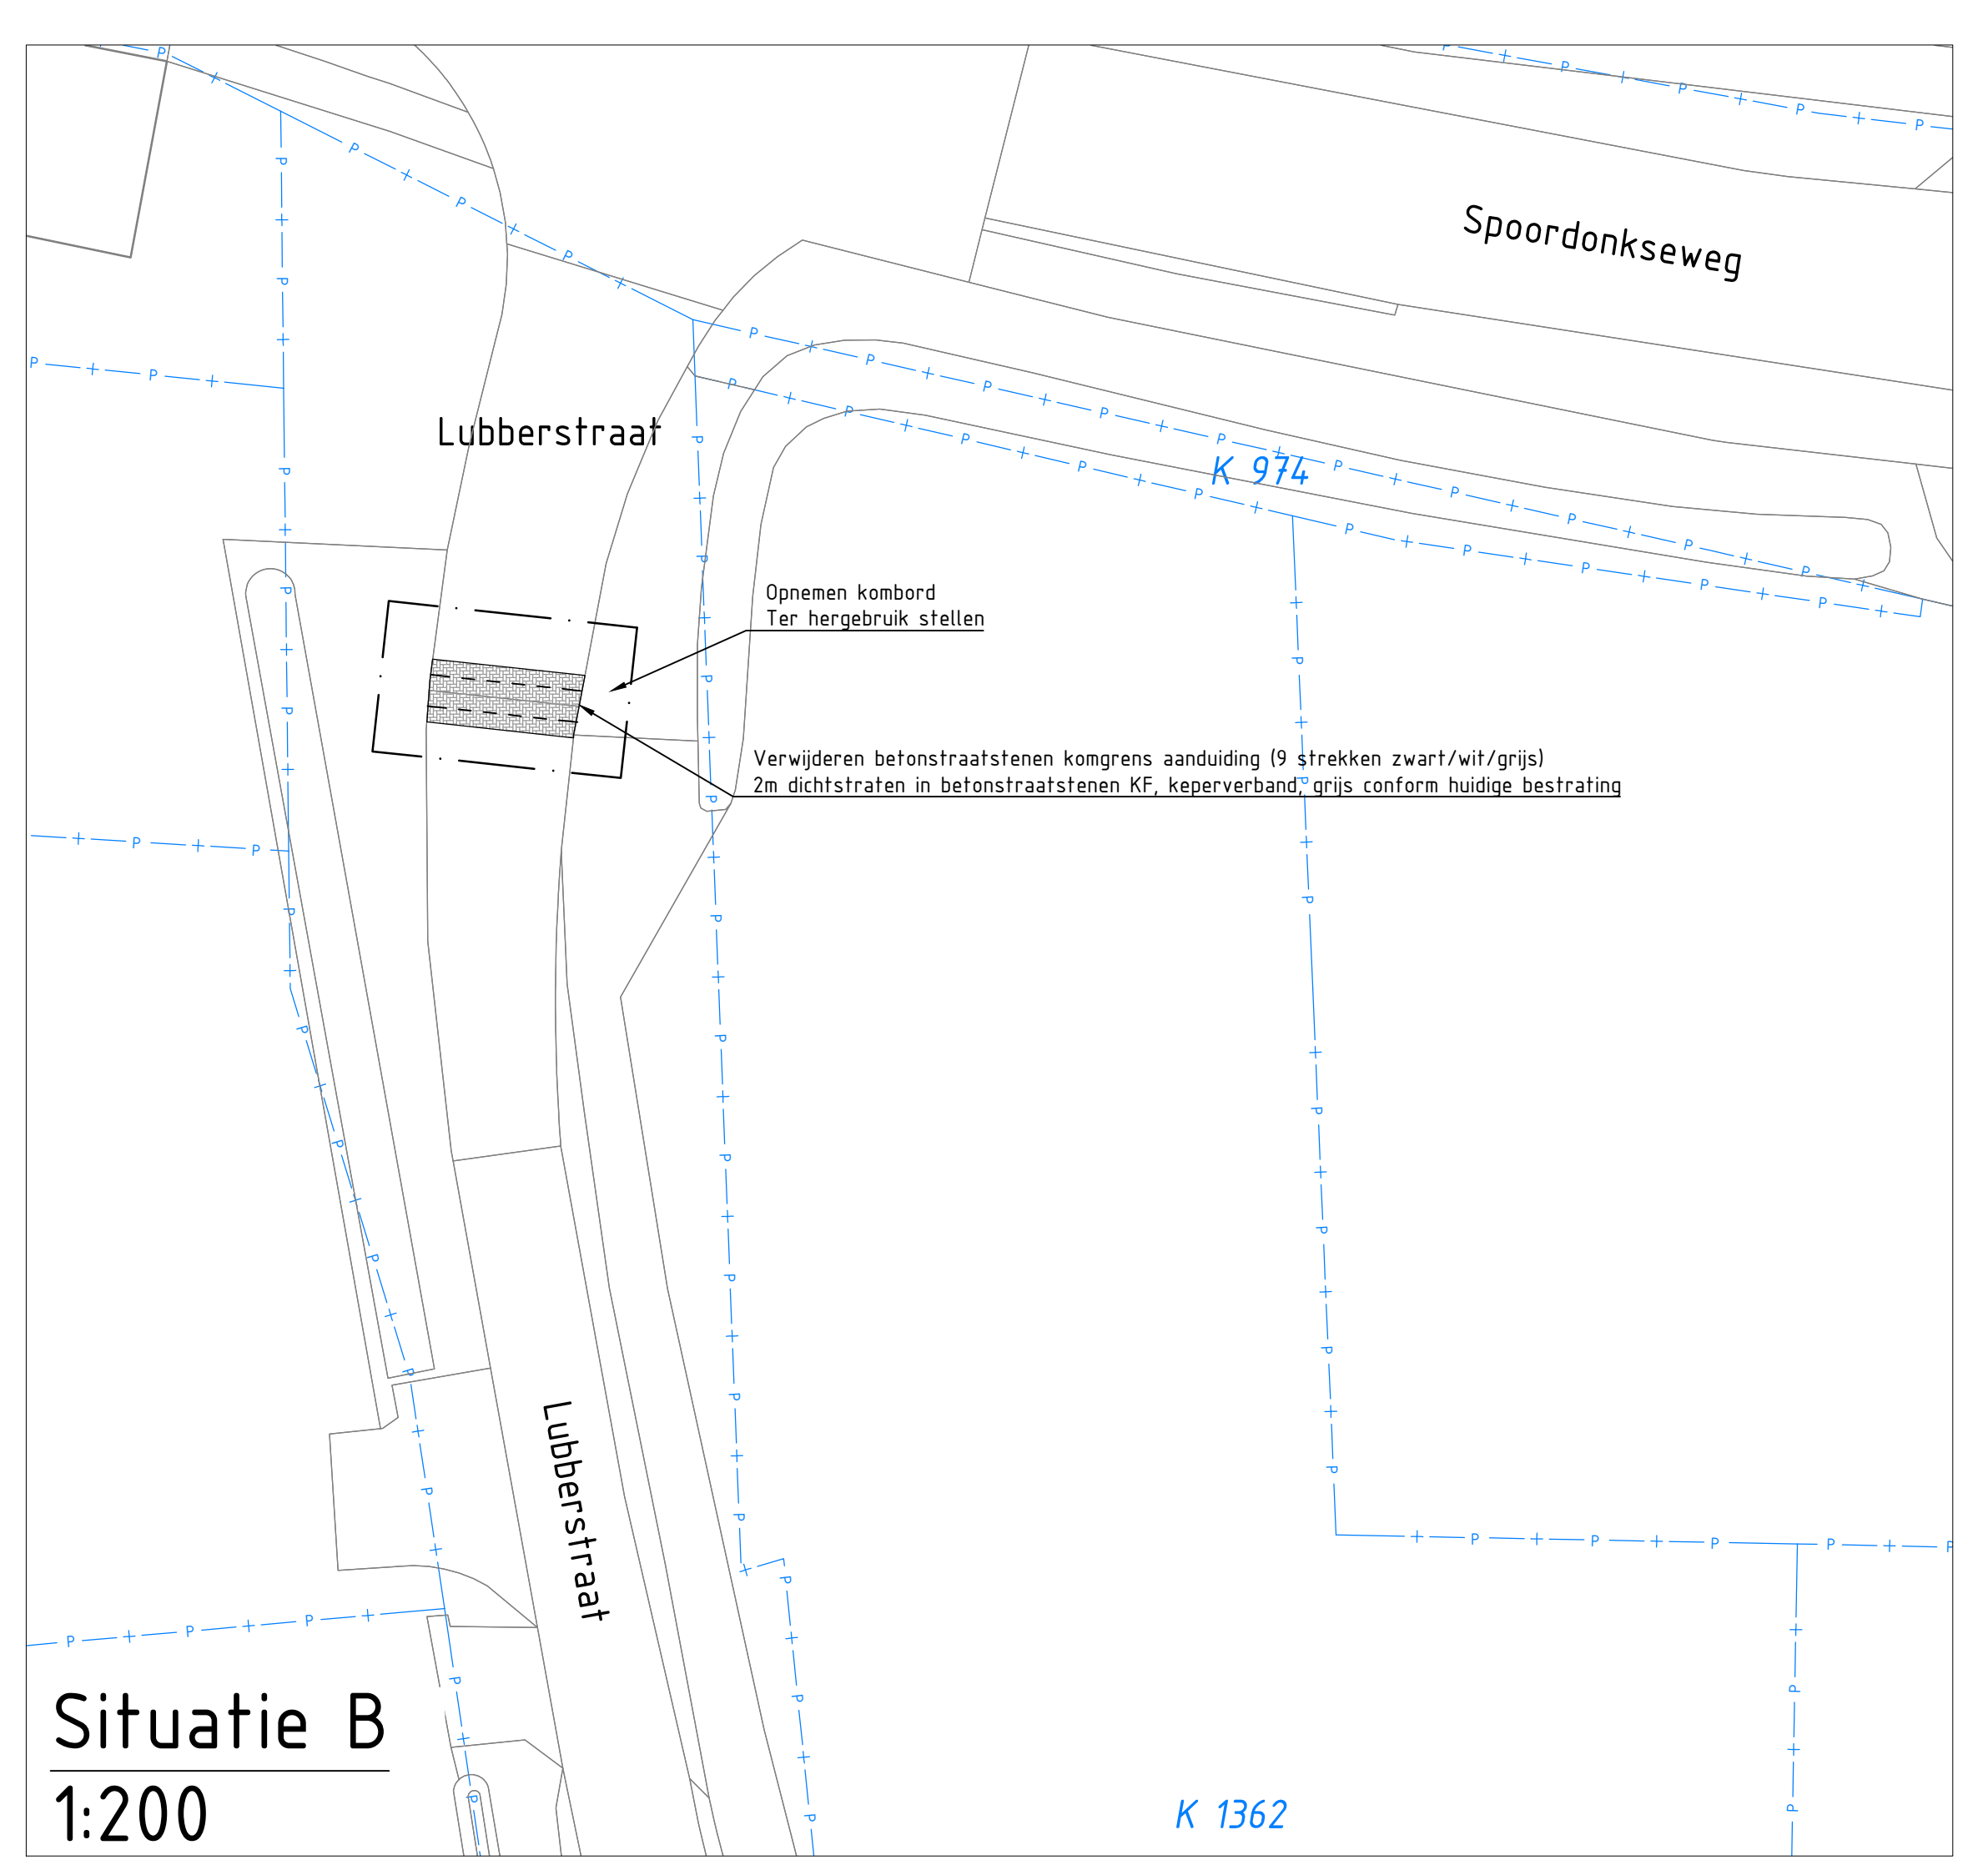 Spoordonkseweg
Lubberstraat
K 974
Opnemen kombord
Ter hergebruik stellen
Verwijderen betonstraatstenen komgrens aanduiding (9 strekken zwart/wit/grijs)
2m dichtstraten in betonstraatstenen KF, keperverband, grijs conform huidige bestrating
Lubberstraat
Situatie B
1:200
K 1362